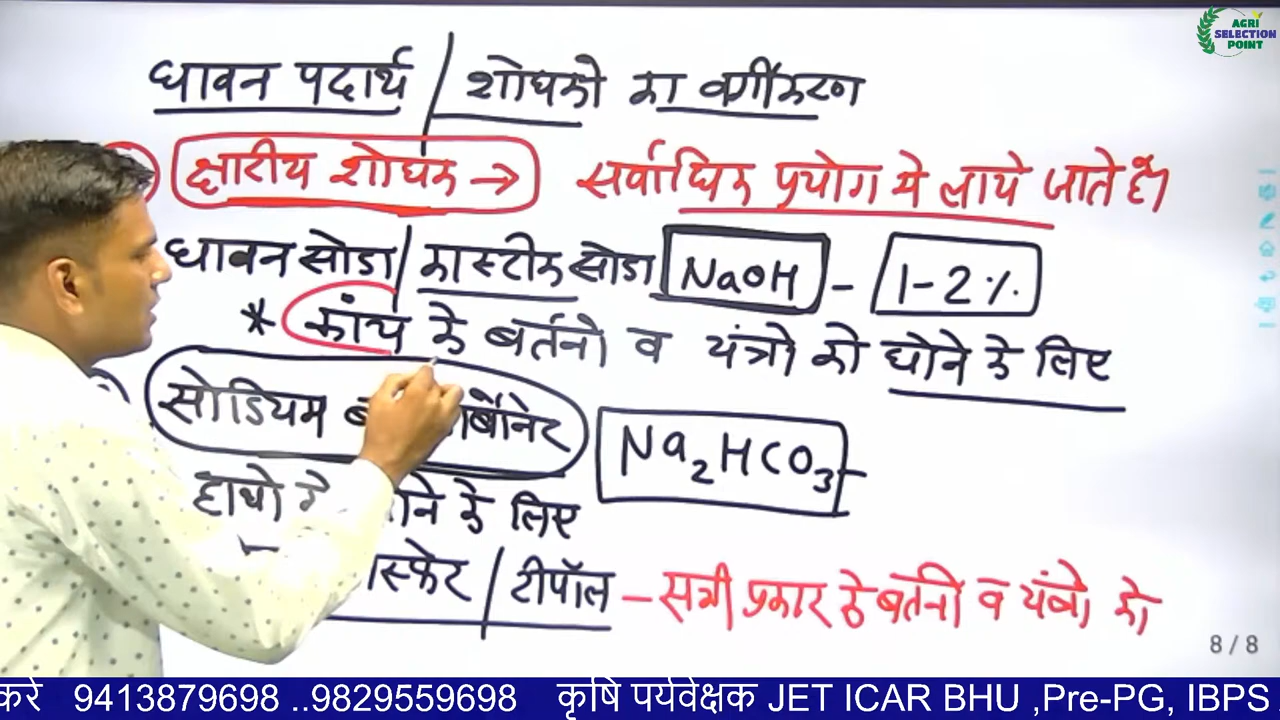 AGRI
SELECTION
POINT
धावन पदार्थ / शोधको का वर्गीकरण
क्षारीय शोधक → सर्वाधिक प्रयोग मे लाये जाते है।
धावन सोडा / कास्टीक सोडा NaOH - 1-2%
* कांच के बर्तनो व यंत्रो को धोने के लिए
सोडियम Na2HCO3-
हाथो के लिए
टीपॉल - सभी प्रकार के बर्तनो व यंत्रो को
8 / 8
करें 9413879698 ..9829559698 कृषि पर्यवेक्षक JET ICAR BHU ,Pre-PG, IBPS